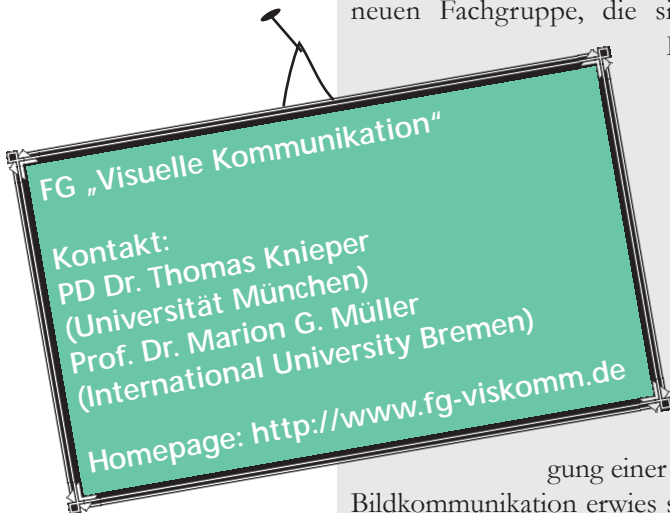 neuen Fachgruppe, die
FG „Visuelle Kommunikation“
Kontakt:
PD Dr. Thomas Knieper
(Universität München)
Prof. Dr. Marion G. Müller
(International University Bremen)
Homepage: http://www.fg-viskomm.de
gung einer
Bildkommunikation erwies